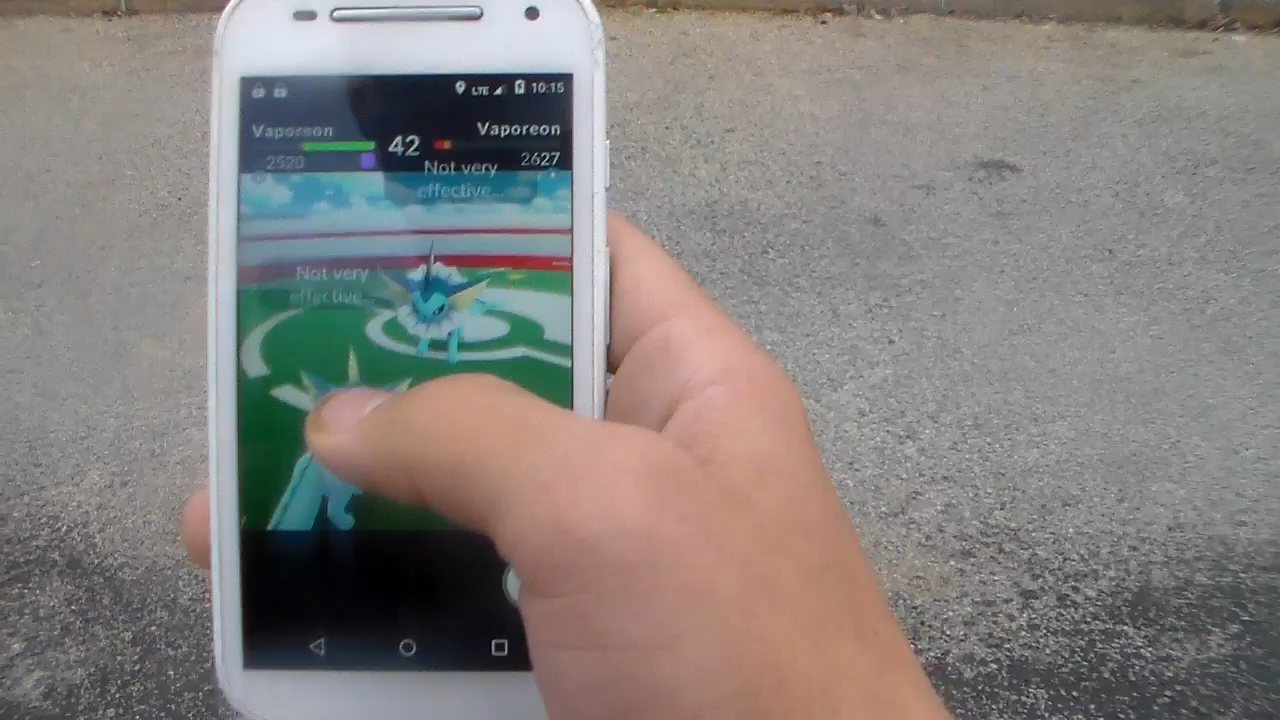 LTE 10:15
Vaporeon 42 Vaporeon
2520 2627
Not very
effective...
Not very
effective...